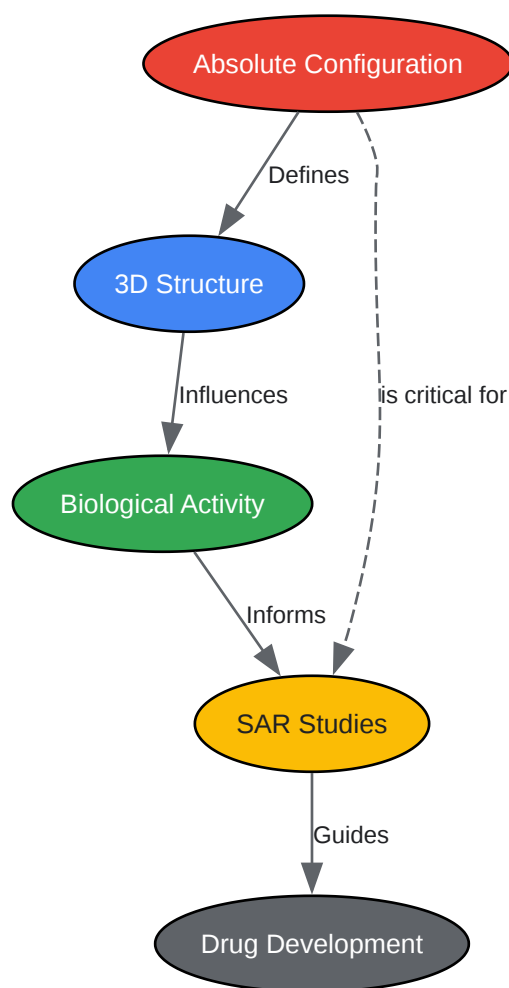 Absolute Configuration
Defines
3D Structure
Influences
is critical for
Biological Activity
Informs
SAR Studies
Guides
Drug Development